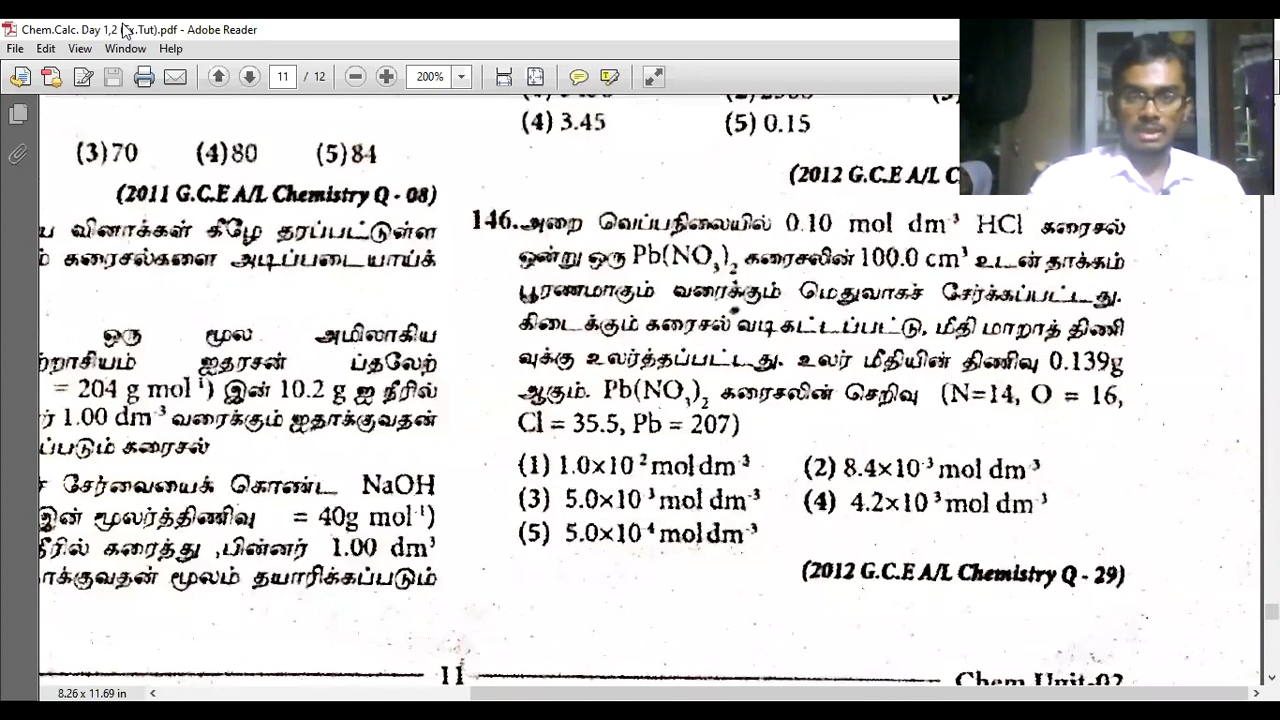 Chem.Calc. Day 1,2 (Ex.Tut).pdf - Adobe Reader
File Edit View Window Help
11 / 12 200%
(3)70 (4)80 (5)84
(2011 G.C.E A/L Chemistry Q - 08)
ய வினாக்கள் கீழே தரப்பட்டுள்ள
கரைசல்களை அடிப்படையாய்க்
ஒரு மூல அமிலாகிய
ற்றாசியம் ஐதரசன் ப்தலேற்
= 204 g mol⁻¹) இன் 10.2 g ஐ நீரில்
1.00 dm⁻³ வரைக்கும் ஐதாக்குவதன்
ப்படும் கரைசல்
சேர்வையைக் கொண்ட NaOH
இன் மூலர்த்திணிவு = 40g mol⁻¹)
நீரில் கரைத்து ,பின்னர் 1.00 dm³
ாக்குவதன் மூலம் தயாரிக்கப்படும்
(4) 3.45 (5) 0.15
(2012 G.C.E A/L C
146.அறை வெப்பநிலையில் 0.10 mol dm⁻³ HCl கரைசல்
ஒன்று ஒரு Pb(NO₃)₂ கரைசலின் 100.0 cm³ உடன் தாக்கம்
பூரணமாகும் வரைக்கும் மெதுவாகச் சேர்க்கப்பட்டது.
கிடைக்கும் கரைசல் வடிகட்டப்பட்டு, மீதி மாறாத் திணி
வுக்கு உலர்த்தப்பட்டது. உலர் மீதியின் திணிவு 0.139g
ஆகும். Pb(NO₃)₂ கரைசலின் செறிவு (N=14, O = 16,
Cl = 35.5, Pb = 207)
(1) 1.0×10⁻² mol dm⁻³ (2) 8.4×10⁻³ mol dm⁻³
(3) 5.0×10⁻³ mol dm⁻³ (4) 4.2×10⁻³ mol dm⁻³
(5) 5.0×10⁻⁴ mol dm⁻³
(2012 G.C.E A/L Chemistry Q - 29)
11
Chem Unit-02
8.26 x 11.69 in